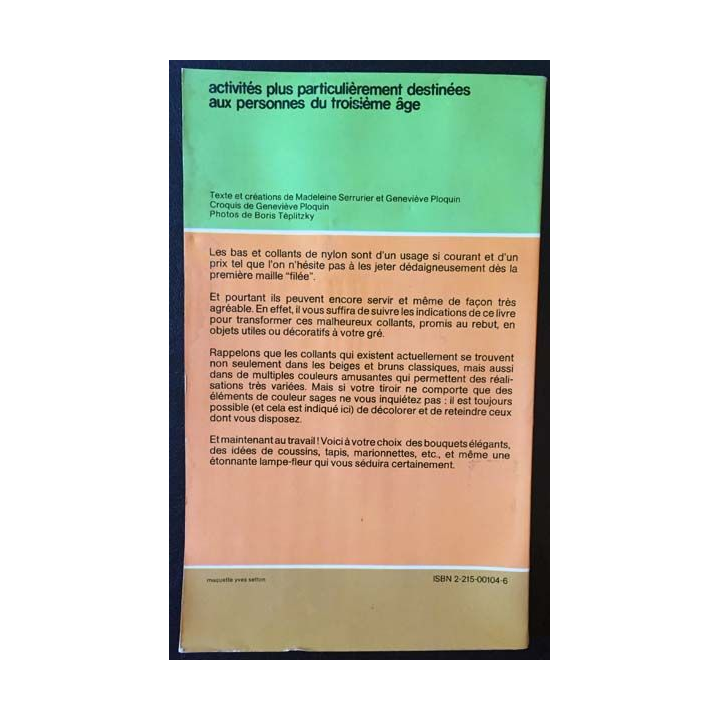 activités plus particulièrement destinées
aux personnes du troisième âge
Texte et créations de Madeleine Serrurier et Geneviève Ploquin
Croquis de Geneviève Ploquin
Photos de Boris Téplitzky
Les bas et collants de nylon sont d'un usage si courant et d'un
prix tel que l'on n'hésite pas à les jeter dédaigneusement dès la
première maille "filée".
Et pourtant ils peuvent encore servir et même de façon très
agréable. En effet, il vous suffira de suivre les indications de ce livre
pour transformer ces malheureux collants, promis au rebut, en
objets utiles ou décoratifs à votre gré.
Rappelons que les collants qui existent actuellement se trouvent
non seulement dans les beiges et bruns classiques, mais aussi
dans de multiples couleurs amusantes qui permettent des réali-
sations très variées. Mais si votre tiroir ne comporte que des
éléments de couleur sages ne vous inquiétez pas : il est toujours
possible (et cela est indiqué ici) de décolorer et de reteindre ceux
dont vous disposez.
Et maintenant au travail ! Voici à votre choix des bouquets élégants,
des idées de coussins, tapis, marionnettes, etc., et même une
étonnante lampe-fleur qui vous séduira certainement.
maquette yves
ISBN 2-215-00104-6